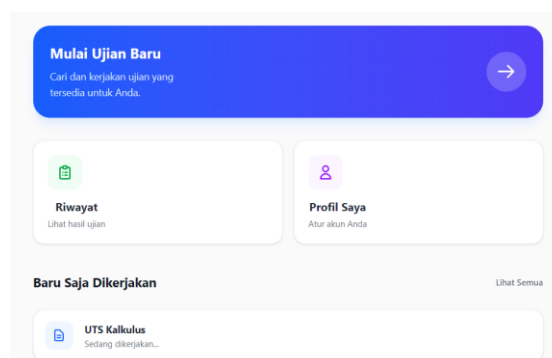 Mulai Ujian Baru
Cari dan kerjakan ujian yang
tersedia untuk Anda.
Riwayat
Lihat hasil ujian
Profil Saya
Atur akun Anda
Baru Saja Dikerjakan
Lihat Semua
UTS Kalkulus
Sedang dikerjakan...